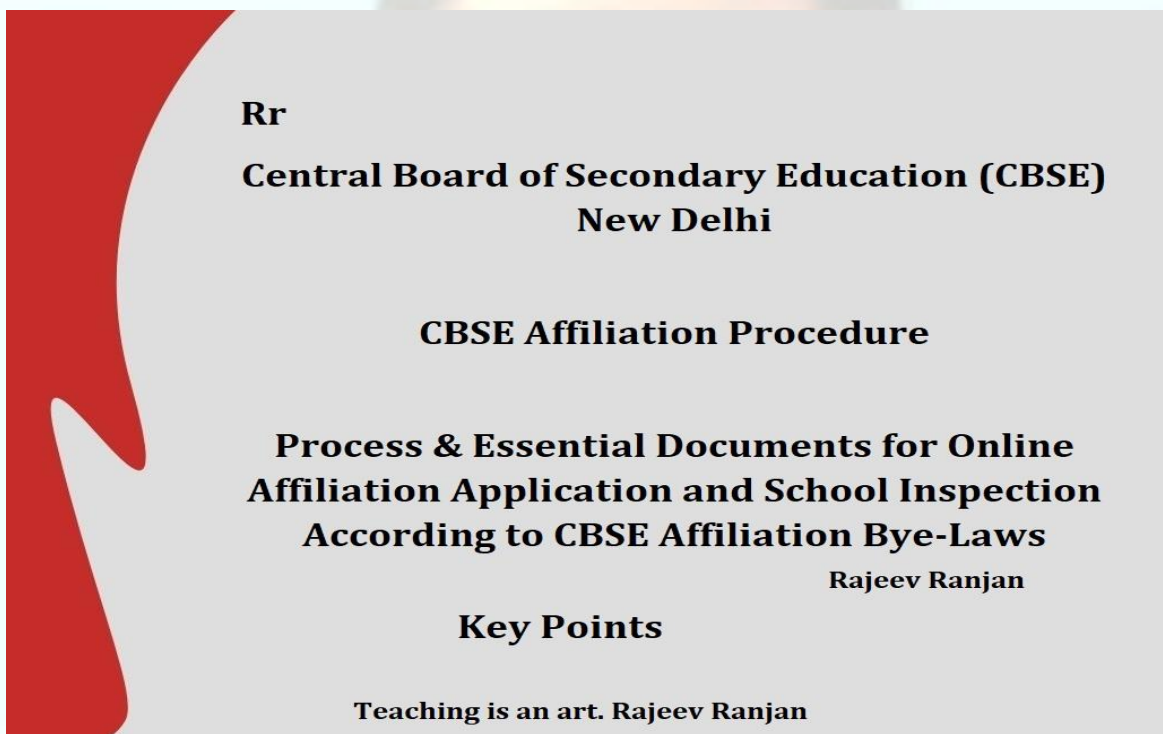 Rr
Central Board of Secondary Education (CBSE)
New Delhi
CBSE Affiliation Procedure
Process & Essential Documents for Online
Affiliation Application and School Inspection
According to CBSE Affiliation Bye-Laws
Rajeev Ranjan
Key Points
Teaching is an art. Rajeev Ranjan